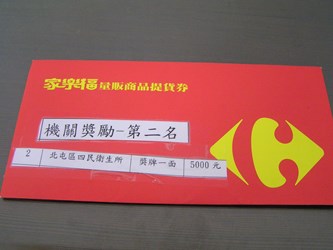 家樂福量販商品提貨券
機關獎勵-第二名
2 北屯區四民衛生所 獎牌一面 5000元